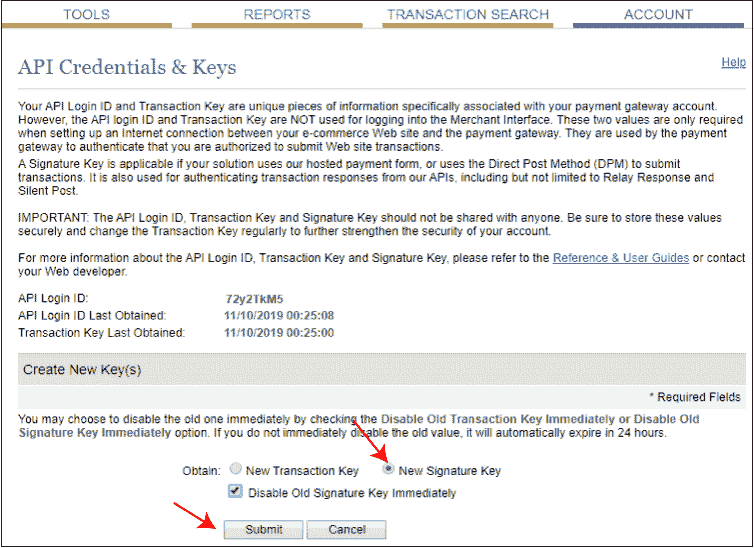 TOOLS REPORTS TRANSACTION SEARCH ACCOUNT
API Credentials & Keys
Help
Your API Login ID and Transaction Key are unique pieces of information specifically associated with your payment gateway account.
However, the API login ID and Transaction Key are NOT used for logging into the Merchant Interface. These two values are only required
when setting up an Internet connection between your e-commerce Web site and the payment gateway. They are used by the payment
gateway to authenticate that you are authorized to submit Web site transactions.
A Signature Key is applicable if your solution uses our hosted payment form, or uses the Direct Post Method (DPM) to submit
transactions. It is also used for authenticating transaction responses from our APIs, including but not limited to Relay Response and
Silent Post.
IMPORTANT: The API Login ID, Transaction Key and Signature Key should not be shared with anyone. Be sure to store these values
securely and change the Transaction Key regularly to further strengthen the security of your account.
For more information about the API Login ID, Transaction Key and Signature Key, please refer to the Reference & User Guides or contact
your Web developer.
API Login ID: 72y2TkM5
API Login ID Last Obtained: 11/10/2019 00:25:08
Transaction Key Last Obtained: 11/10/2019 00:25:00
Create New Key(s)
* Required Fields
You may choose to disable the old one immediately by checking the Disable Old Transaction Key Immediately or Disable Old
Signature Key Immediately option. If you do not immediately disable the old value, it will automatically expire in 24 hours.
Obtain: New Transaction Key New Signature Key
Disable Old Signature Key Immediately
Submit Cancel